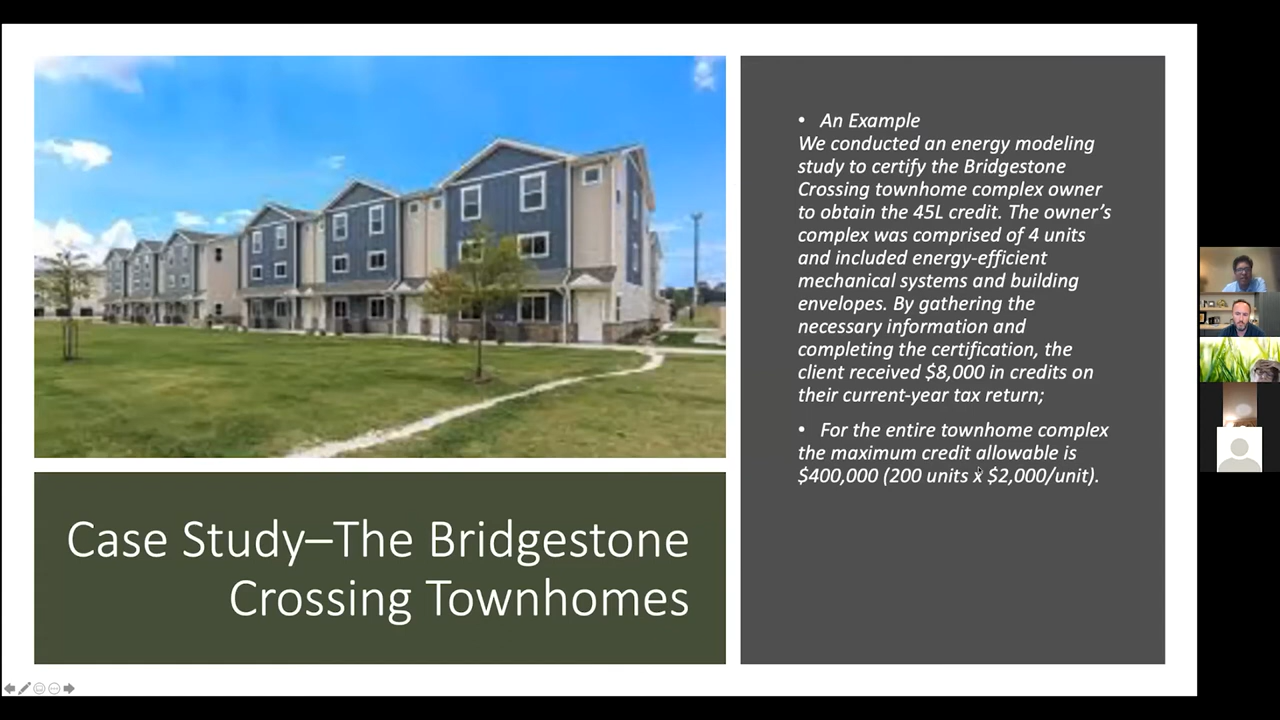 • An Example
We conducted an energy modeling
study to certify the Bridgestone
Crossing townhome complex owner
to obtain the 45L credit. The owner's
complex was comprised of 4 units
and included energy-efficient
mechanical systems and building
envelopes. By gathering the
necessary information and
completing the certification, the
client received $8,000 in credits on
their current-year tax return;
• For the entire townhome complex
the maximum credit allowable is
$400,000 (200 units x $2,000/unit).
Case Study–The Bridgestone
Crossing Townhomes